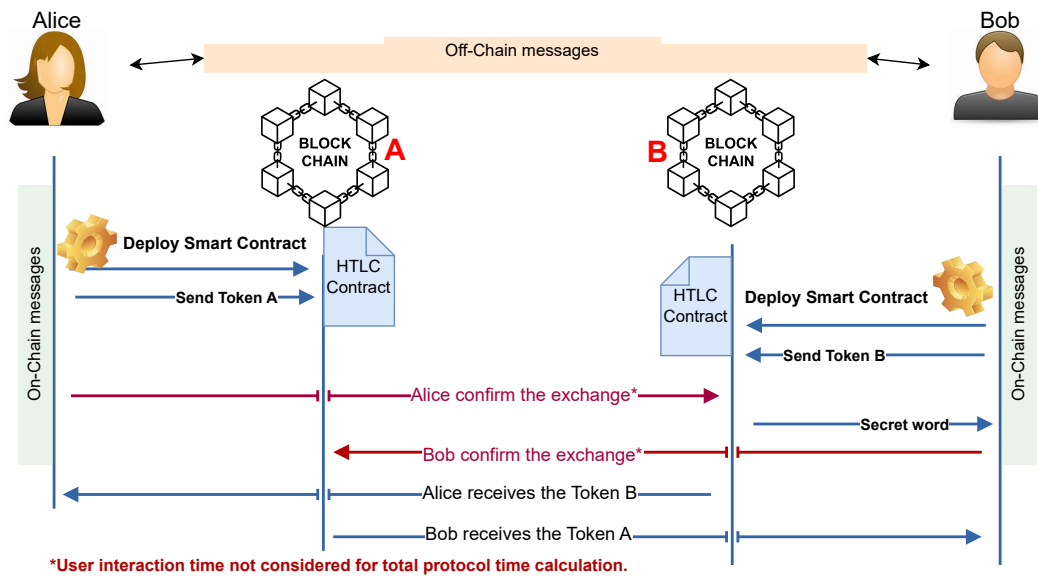 Alice
Bob
Off-Chain messages
BLOCK
CHAIN
A
B
BLOCK
CHAIN
On-Chain messages
On-Chain messages
Deploy Smart Contract
HTLC
Contract
Send Token A
HTLC
Contract
Deploy Smart Contract
Send Token B
Alice confirm the exchange*
Secret word
Bob confirm the exchange*
Alice receives the Token B
Bob receives the Token A
*User interaction time not considered for total protocol time calculation.